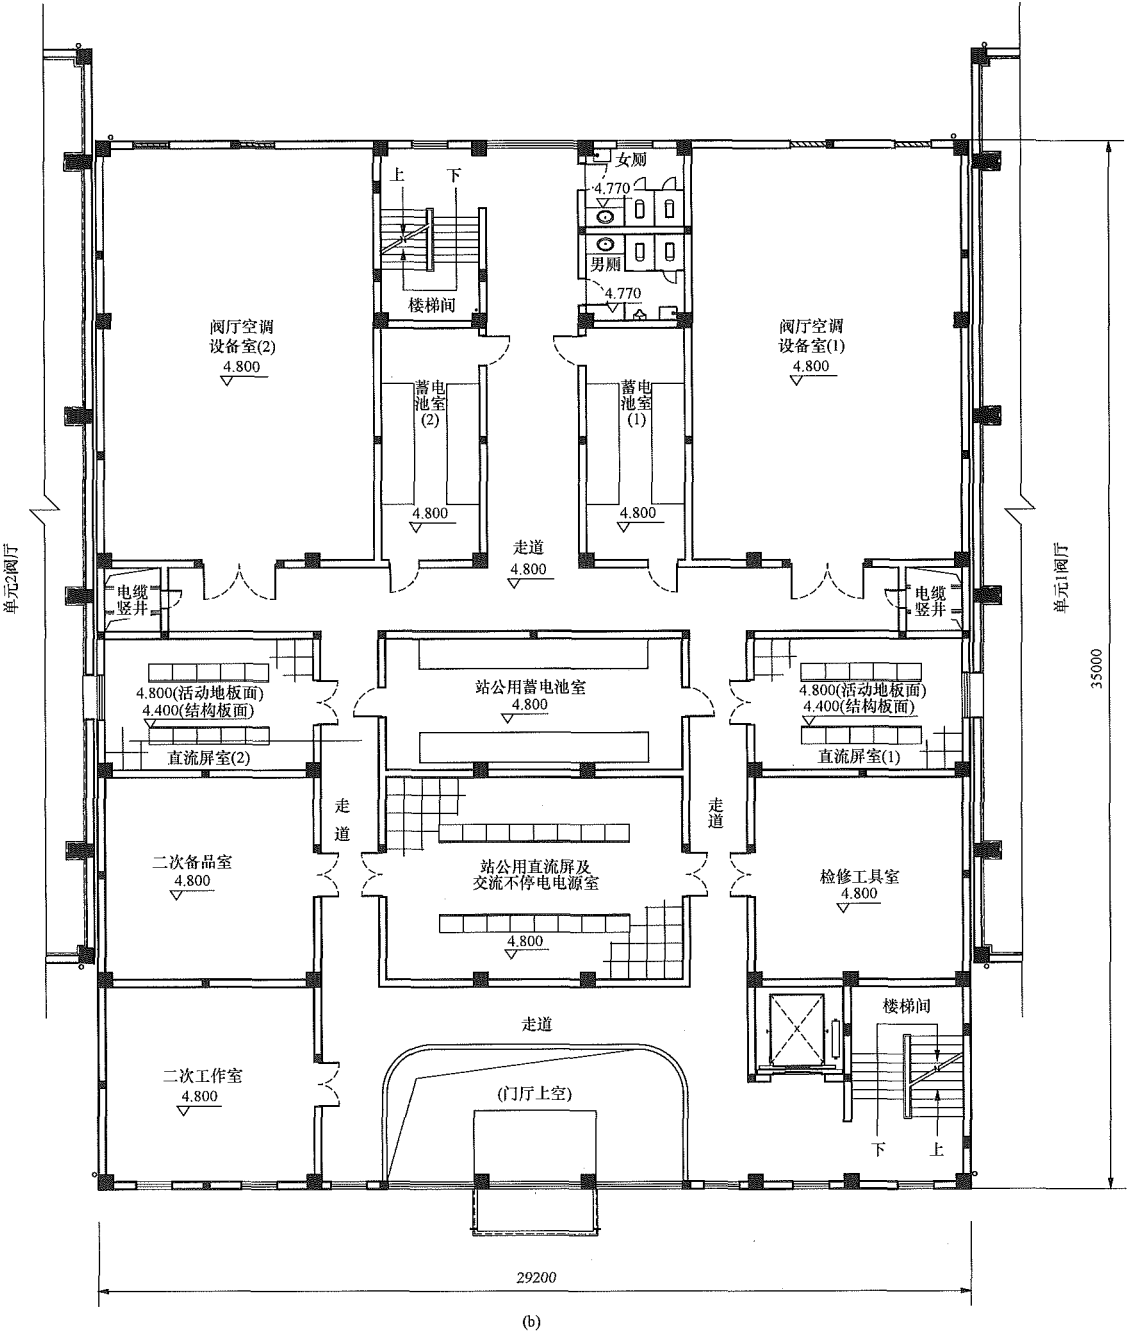 女厕
上
下
4.770
男厕
4.770
楼梯间
阀厅空调
设备室(2)
4.800
阀厅空调
设备室(1)
4.800
蓄电
池室
(2)
蓄电
池室
(1)
4.800
4.800
走道
4.800
单元2阀厅
单元1阀厅
电缆
竖井
电缆
竖井
35000
4.800(活动地板面)
4.400(结构板面)
直流屏室(2)
站公用蓄电池室
4.800
4.800(活动地板面)
4.400(结构板面)
直流屏室(1)
走
道
走
道
二次备品室
4.800
站公用直流屏及
交流不停电电源室
4.800
检修工具室
4.800
楼梯间
走道
二次工作室
4.800
(门厅上空)
下
上
29200
(b)